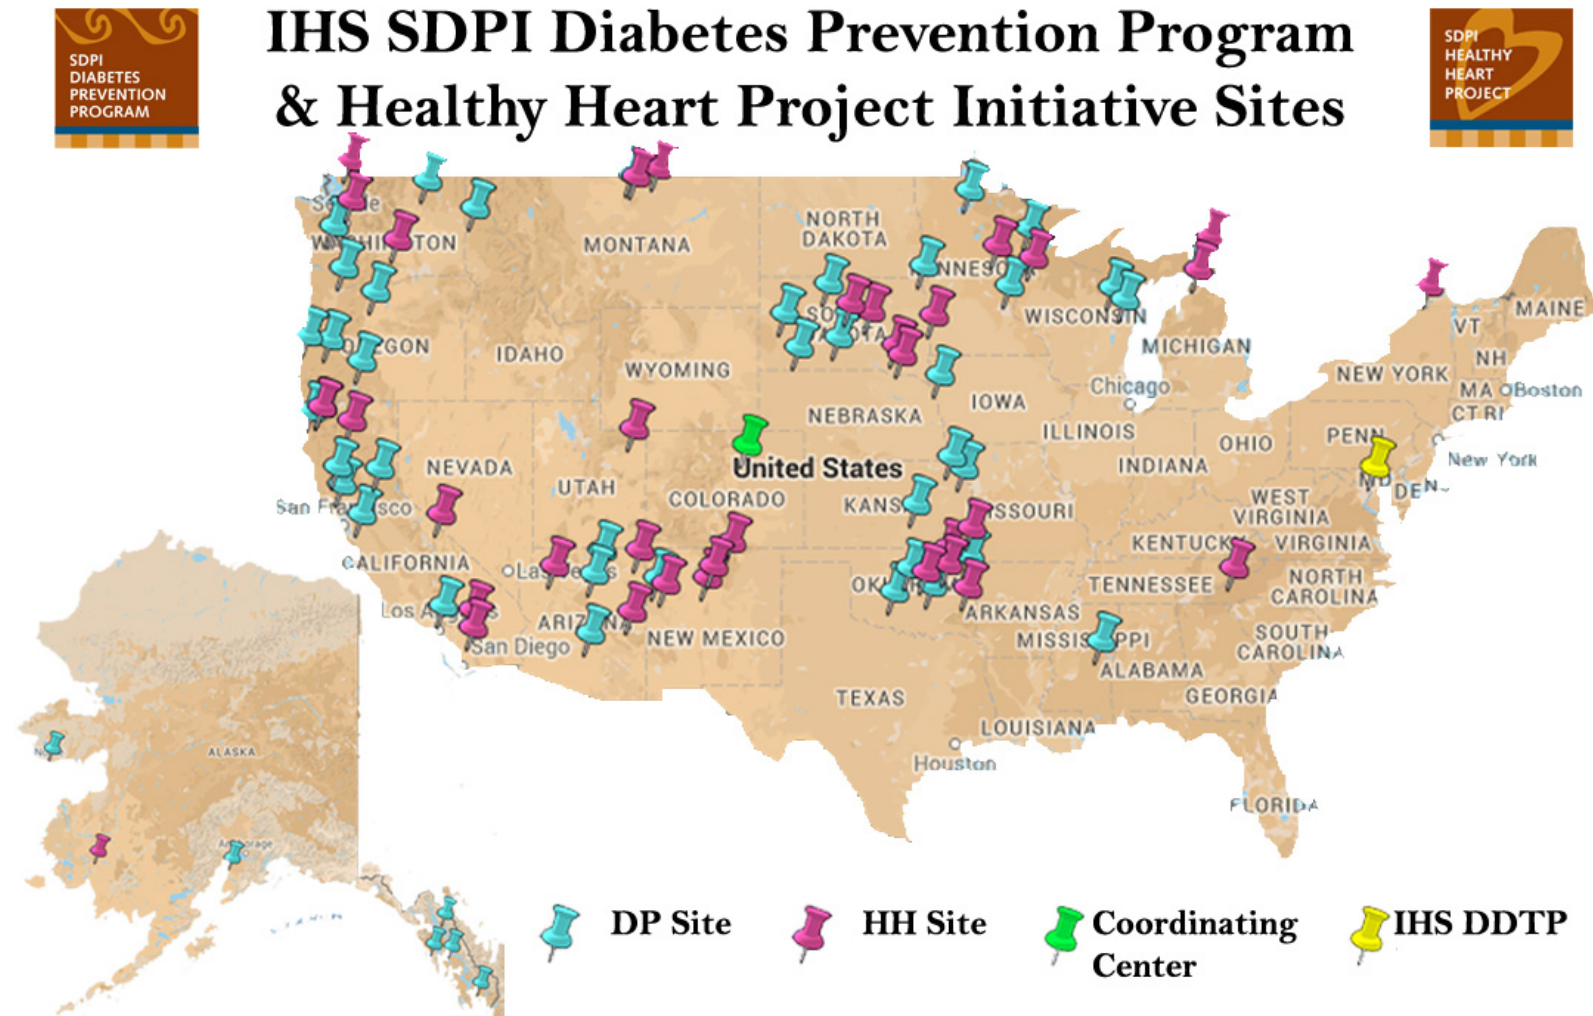 SDPI
DIABETES
PREVENTION
PROGRAM
IHS SDPI Diabetes Prevention Program
& Healthy Heart Project Initiative Sites
SDPI
HEALTHY
HEART
PROJECT
NORTH
DAKOTA
MONTANA
MAINE
WISCONSIN
VT
MICHIGAN
IDAHO
NH
WYOMING
NEW YORK
Chicago
MA
Boston
IOWA
NEBRASKA
CT RI
ILLINOIS
OHIO
PENN
INDIANA
New York
NEVADA
United States
UTAH
COLORADO
MD
DE
WEST
VIRGINIA
KENTUCKY
VIRGINIA
CALIFORNIA
TENNESSEE
NORTH
CAROLINA
ARKANSAS
NEW MEXICO
San Diego
SOUTH
CAROLINA
ALABAMA
TEXAS
GEORGIA
LOUISIANA
Houston
ALASKA
FLORIDA
DP Site
HH Site
Coordinating
Center
IHS DDTP